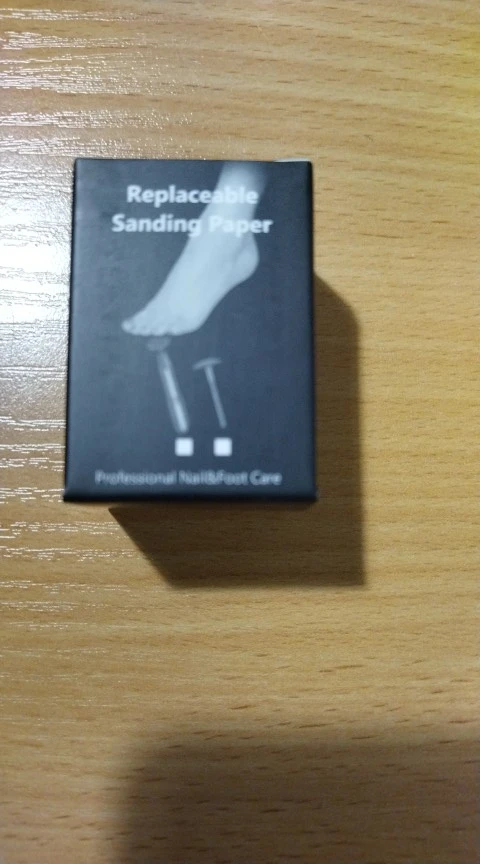 Replaceable
Sanding Paper
Professional Nail&Foot Care